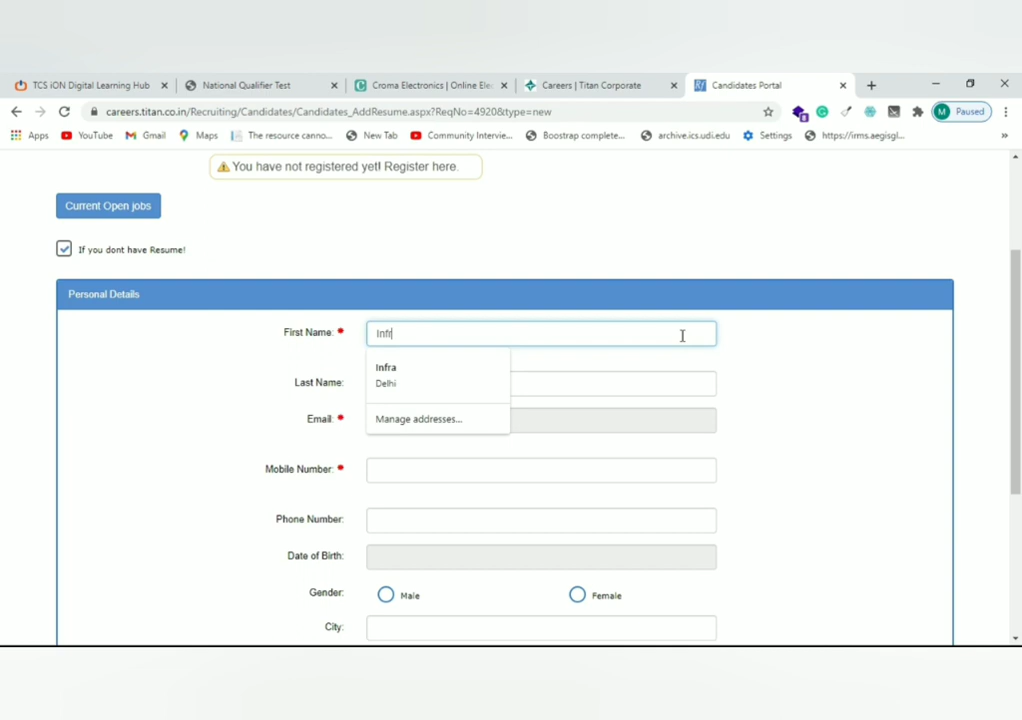 TCS iON Digital Learning Hub
National Qualifier Test
Croma Electronics | Online Ele
Careers | Titan Corporate
Candidates Portal
careers.titan.co.in/Recruiting/Candidates/Candidates_AddResume.aspx?ReqNo=4920&type=new
M Paused
Apps YouTube Gmail Maps The resource canno... New Tab Community Intervie... Boostrap complete... archive.ics.udi.edu Settings https://irms.aegisgl... »
You have not registered yet! Register here.
Current Open jobs
If you dont have Resume!
Personal Details
First Name: *
Infr
Infra
Delhi
Manage addresses...
Last Name:
Email: *
Mobile Number: *
Phone Number:
Date of Birth:
Gender: Male Female
City: